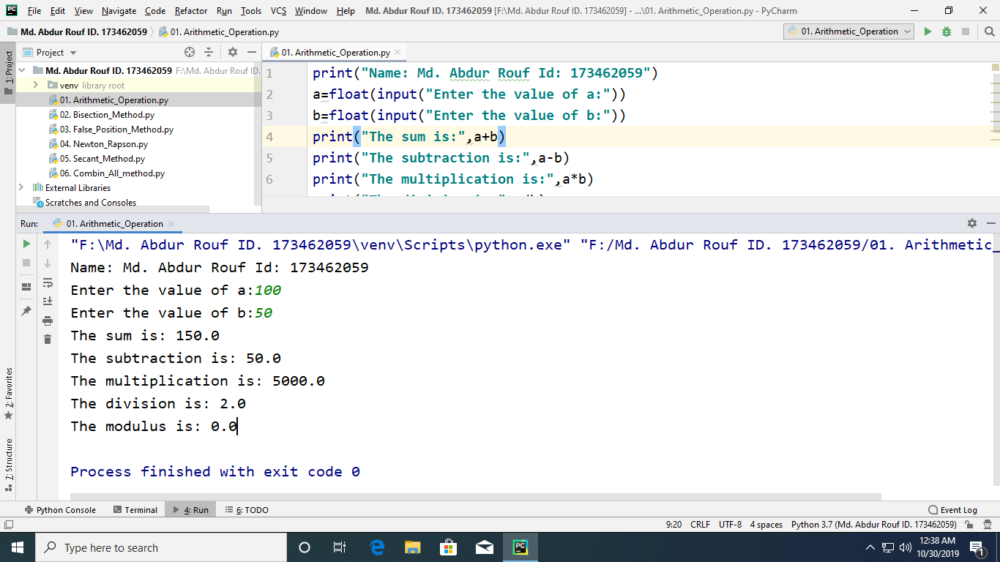 File Edit View Navigate Code Refactor Run Tools VCS Window Help Md. Abdur Rouf ID. 173462059 [F:\Md. Abdur Rouf ID. 173462059] - ...\01. Arithmetic_Operation.py - PyCharm
Md. Abdur Rouf ID. 173462059 01. Arithmetic_Operation.py 01. Arithmetic_Operation
1: Project
Project
Md. Abdur Rouf ID. 173462059 F:\Md. Abdur Rouf ID.
venv library root
01. Arithmetic_Operation.py
02. Bisection_Method.py
03. False_Position_Method.py
04. Newton_Rapson.py
05. Secant_Method.py
06. Combin_All_method.py
External Libraries
Scratches and Consoles
01. Arithmetic_Operation.py
1 print("Name: Md. Abdur Rouf Id: 173462059")
2 a=float(input("Enter the value of a:"))
3 b=float(input("Enter the value of b:"))
4 print("The sum is:",a+b)
5 print("The subtraction is:",a-b)
6 print("The multiplication is:",a*b)
Run: 01. Arithmetic_Operation
"F:\Md. Abdur Rouf ID. 173462059\venv\Scripts\python.exe" "F:/Md. Abdur Rouf ID. 173462059/01. Arithmetic_
Name: Md. Abdur Rouf Id: 173462059
Enter the value of a:100
Enter the value of b:50
The sum is: 150.0
The subtraction is: 50.0
The multiplication is: 5000.0
The division is: 2.0
The modulus is: 0.0
Process finished with exit code 0
2: Favorites
7: Structure
Python Console Terminal 4: Run 6: TODO Event Log
9:20 CRLF UTF-8 4 spaces Python 3.7 (Md. Abdur Rouf ID. 173462059)
Type here to search
12:38 AM
10/30/2019
1